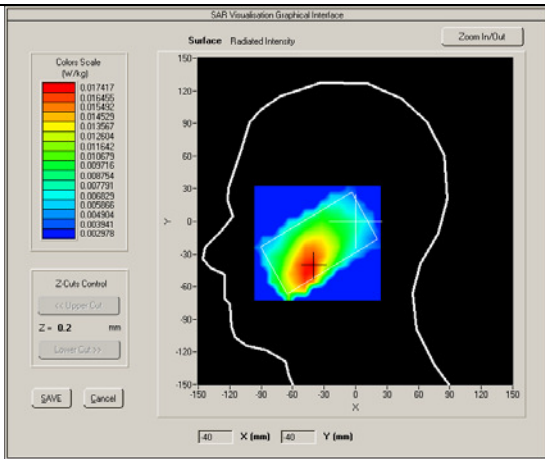 SAR Visualisation Graphical Interface
Surface Radiated Intensity
Zoom In/Out
Colors Scale
(W/kg)
0.017417
0.016455
0.015492
0.014529
0.013567
0.012604
0.011642
0.010679
0.009716
0.008754
0.007791
0.006829
0.005866
0.004904
0.003941
0.002978
150
120
90
60
30
0
-30
-60
-90
-120
-150
Y
-150 -120 -90 -60 -30 0 30 60 90 120 150
X
Z-Cuts Control
<< Upper Cut
Z = 0.2 mm
Lower Cut >>
SAVE Cancel
-40 X (mm) -40 Y (mm)